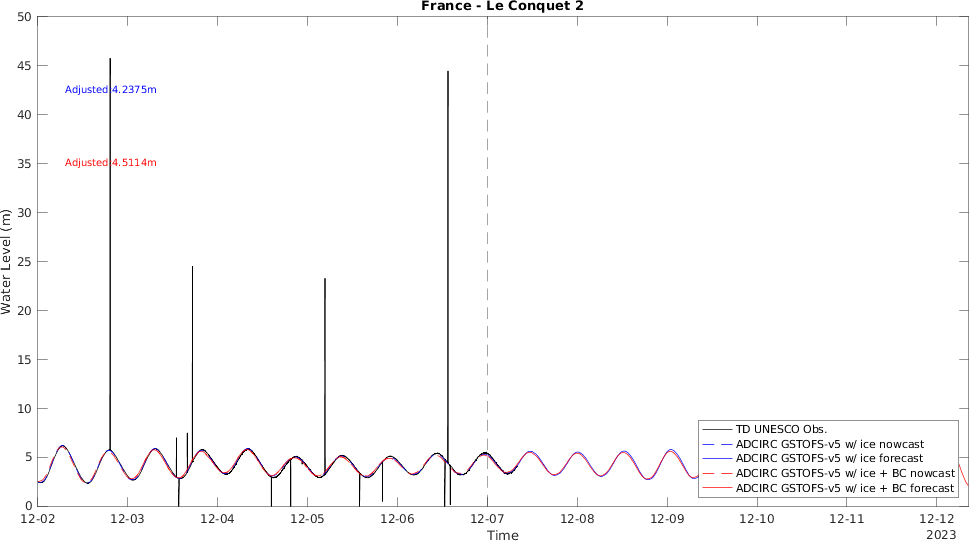 France - Le Conquet 2
50
45
40
35
30
25
20
15
10
5
0
Water Level (m)
Adjusted 4.2375m
Adjusted 4.5114m
TD UNESCO Obs.
ADCIRC GSTOFS-v5 w/ ice nowcast
ADCIRC GSTOFS-v5 w/ ice forecast
ADCIRC GSTOFS-v5 w/ ice + BC nowcast
ADCIRC GSTOFS-v5 w/ ice + BC forecast
12-02 12-03 12-04 12-05 12-06 12-07 12-08 12-09 12-10 12-11 12-12
Time
2023